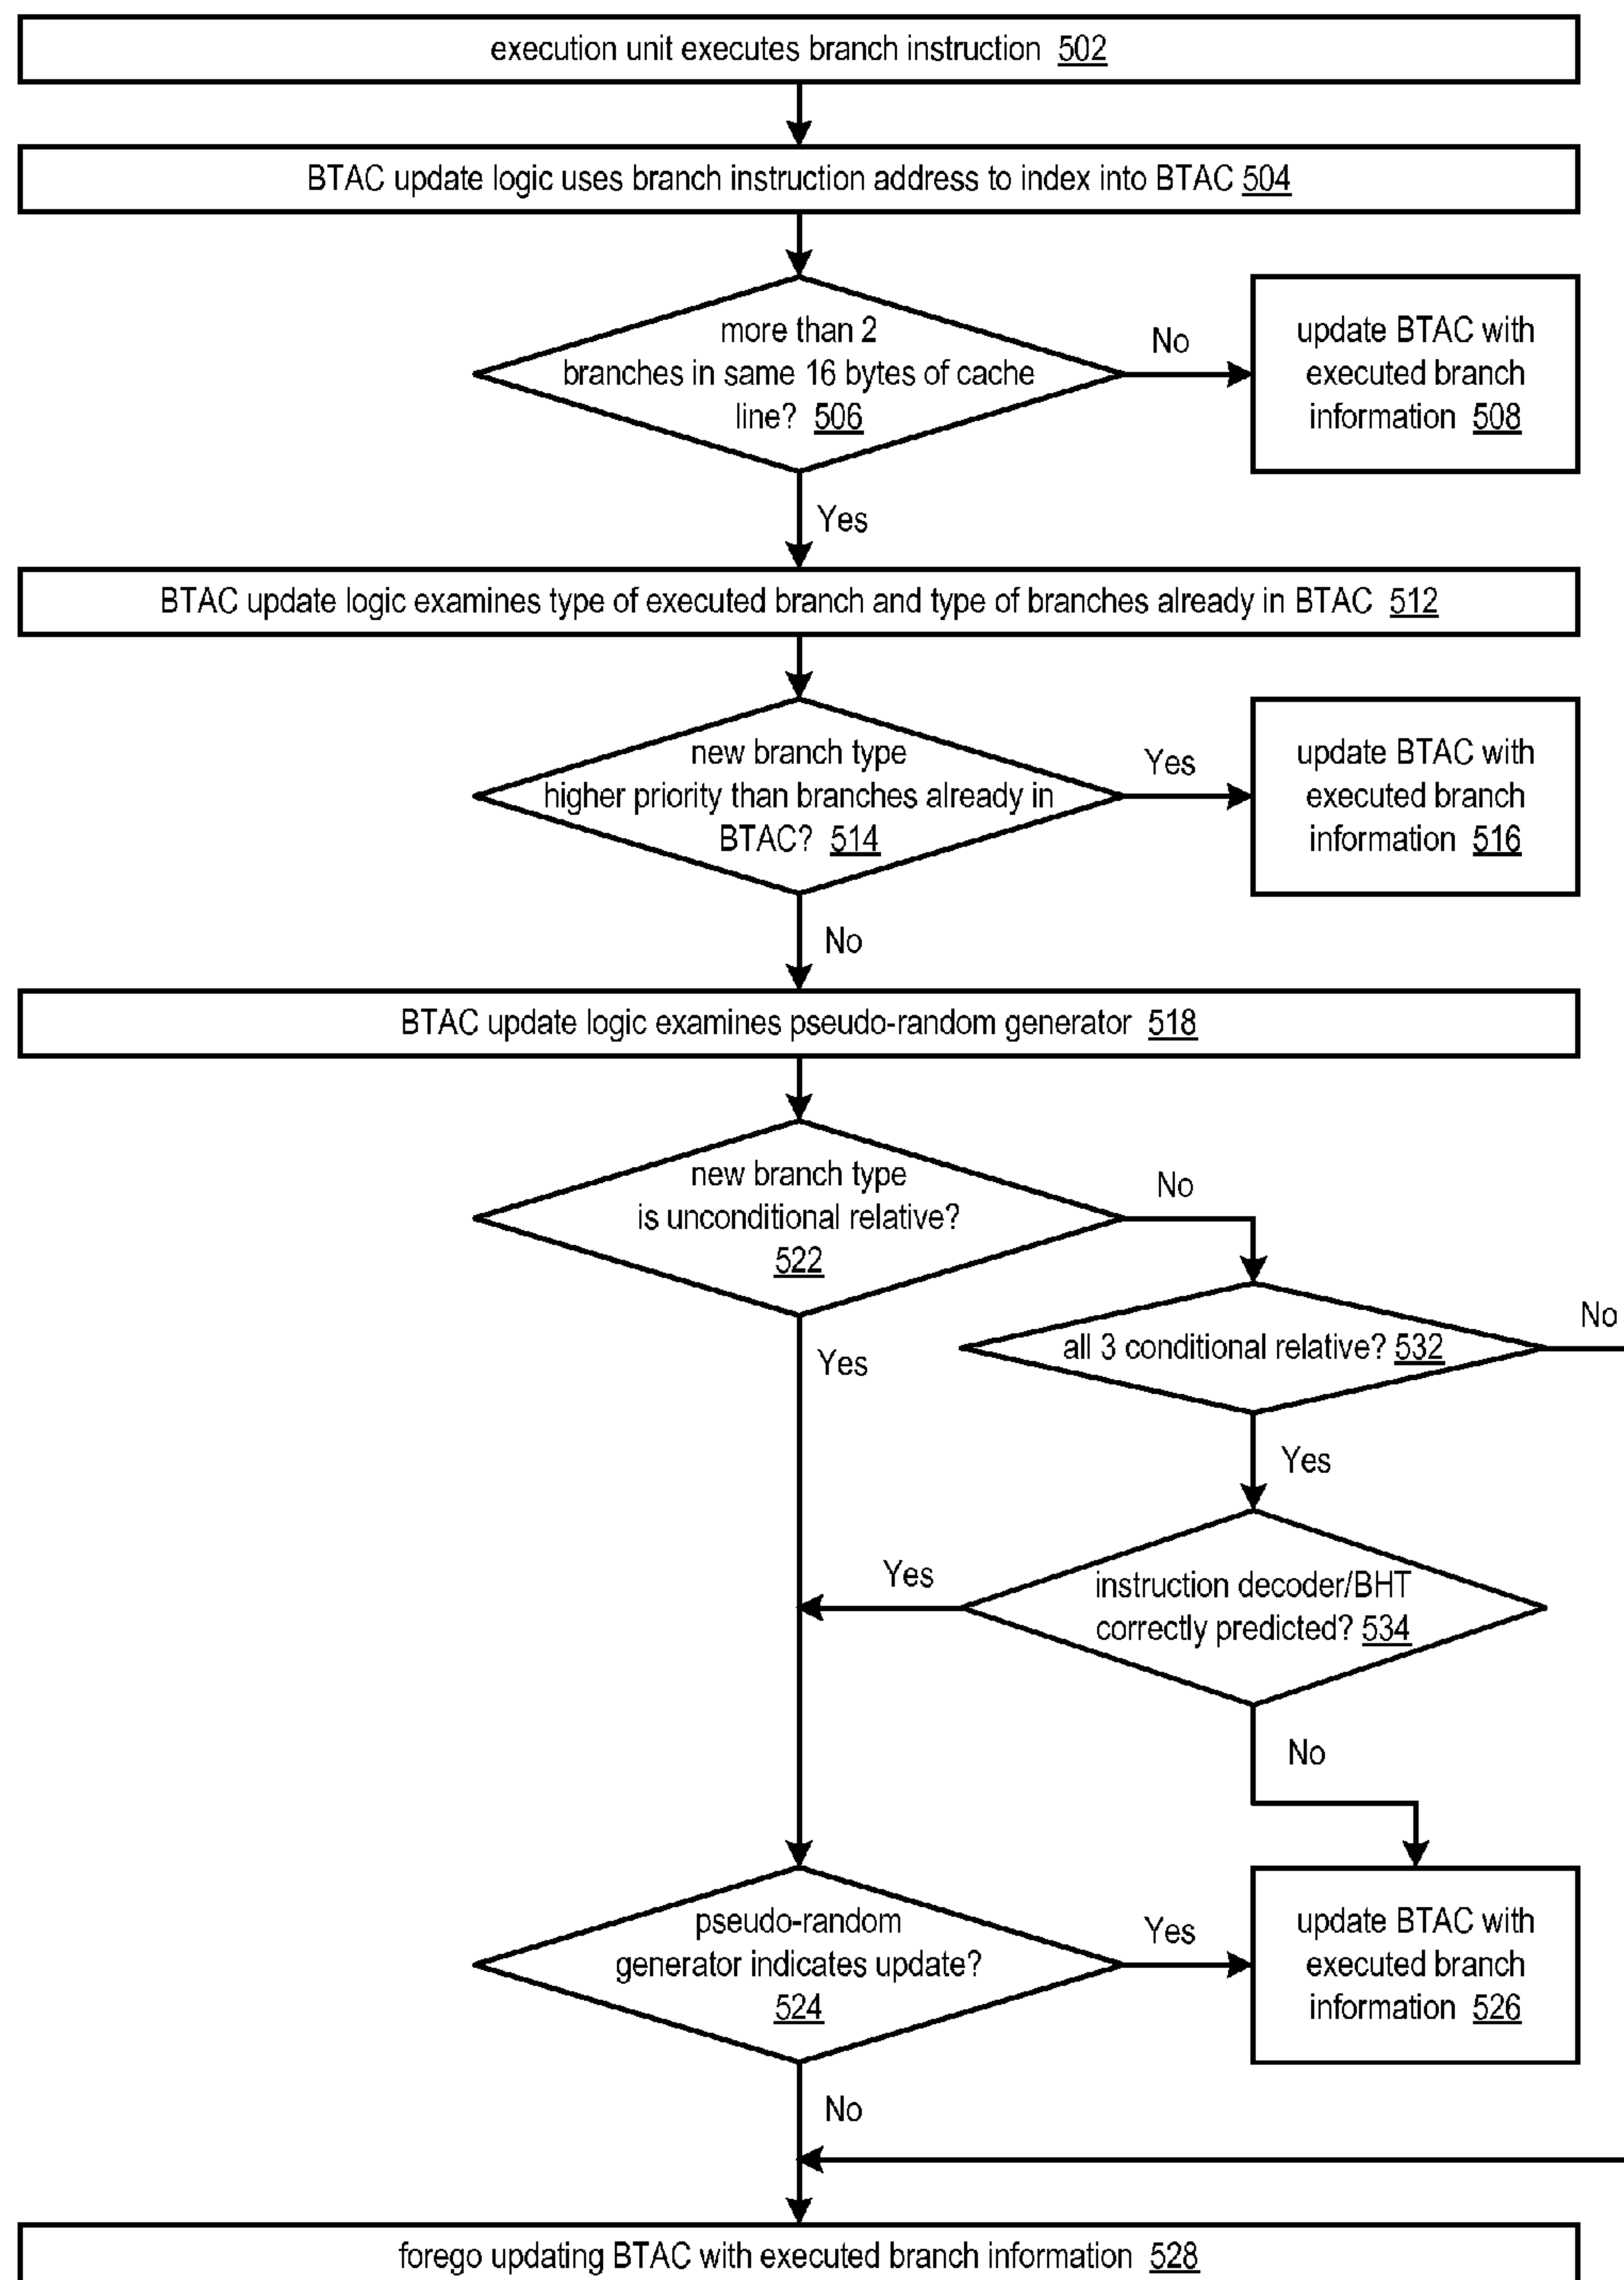 execution unit executes branch instruction 502
BTAC update logic uses branch instruction address to index into BTAC 504
more than 2
branches in same 16 bytes of cache
line? 506
No
update BTAC with
executed branch
information 508
Yes
BTAC update logic examines type of executed branch and type of branches already in BTAC 512
new branch type
higher priority than branches already in
BTAC? 514
Yes
update BTAC with
executed branch
information 516
No
BTAC update logic examines pseudo-random generator 518
new branch type
is unconditional relative?
522
No
all 3 conditional relative? 532
No
Yes
Yes
instruction decoder/BHT
correctly predicted? 534
Yes
No
pseudo-random
generator indicates update?
524
Yes
update BTAC with
executed branch
information 526
No
forego updating BTAC with executed branch information 528